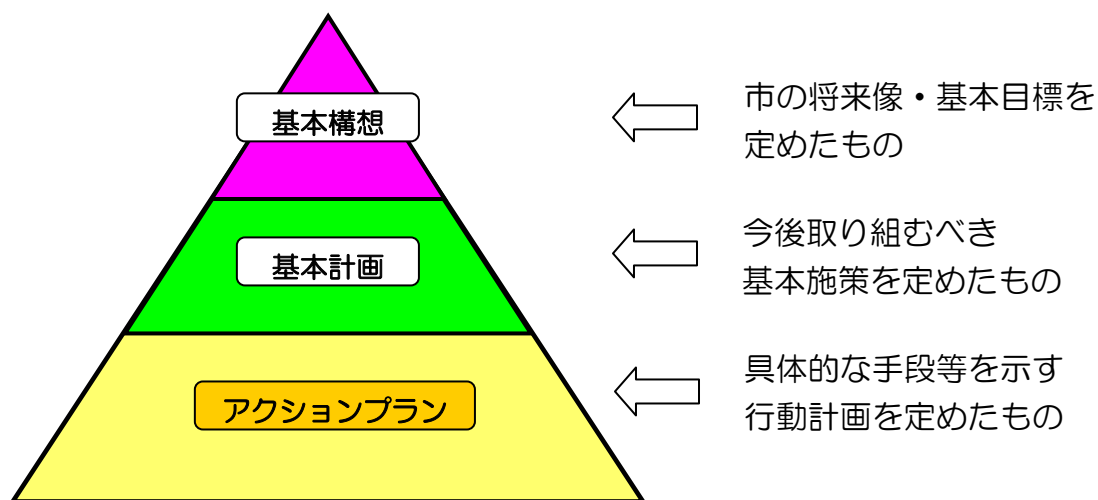 基本構想
市の将来像・基本目標を
定めたもの
基本計画
今後取り組むべき
基本施策を定めたもの
アクションプラン
具体的な手段等を示す
行動計画を定めたもの